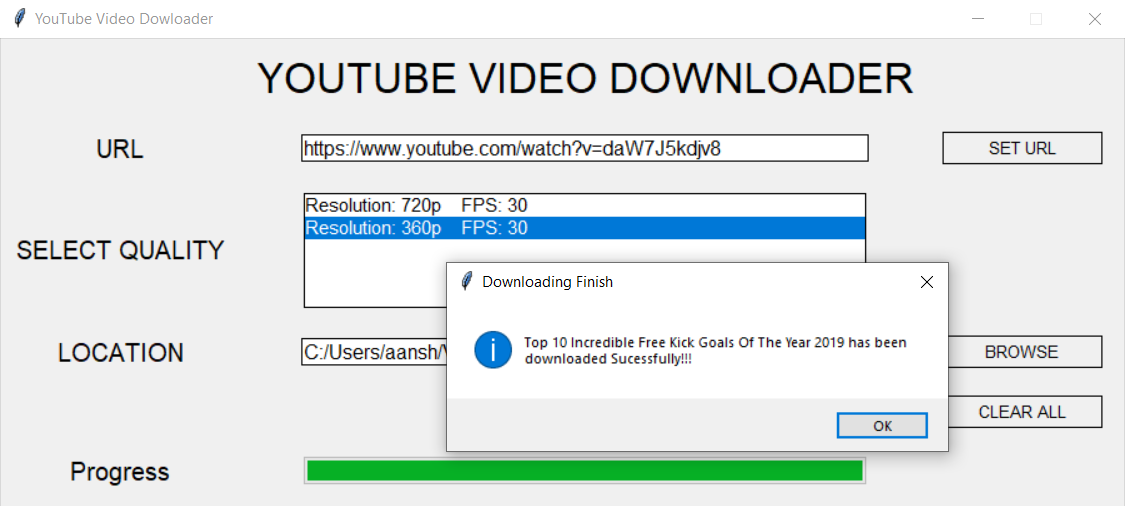 YouTube Video Dowloader
YOUTUBE VIDEO DOWNLOADER
URL
https://www.youtube.com/watch?v=daW7J5kdjv8
SET URL
SELECT QUALITY
Resolution: 720p FPS: 30
Resolution: 360p FPS: 30
Downloading Finish
Top 10 Incredible Free Kick Goals Of The Year 2019 has been
downloaded Sucessfully!!!
OK
LOCATION
C:/Users/aansh/
BROWSE
CLEAR ALL
Progress